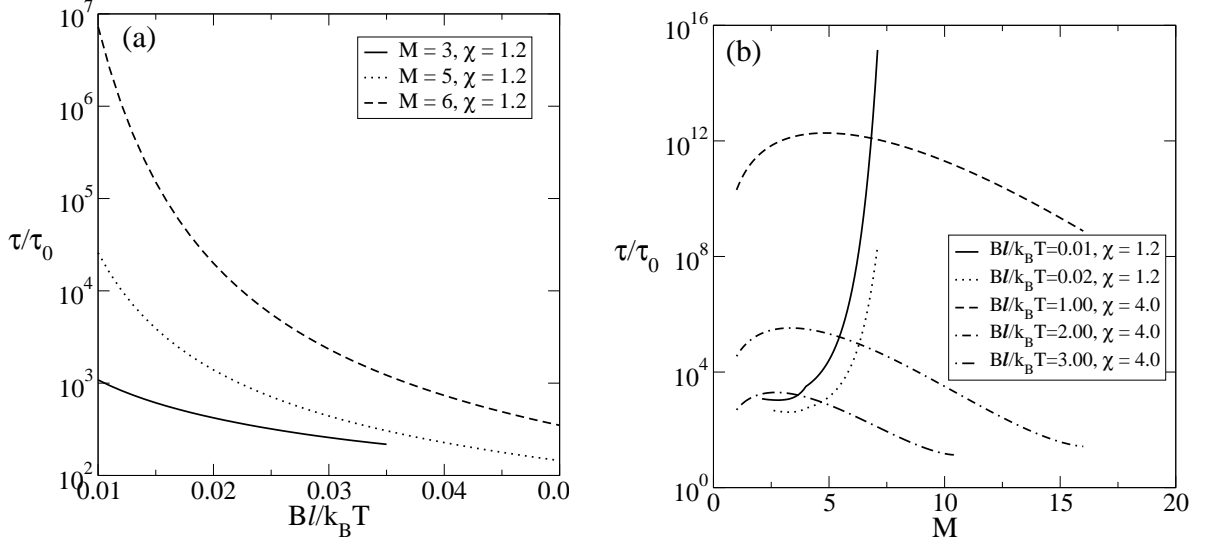 (a)
M = 3, χ = 1.2
M = 5, χ = 1.2
M = 6, χ = 1.2
10^7
10^6
10^5
10^4
10^3
10^2
τ/τ_0
0.01
0.02
0.03
0.04
0.0
Bl/k_BT
(b)
10^16
10^12
10^8
10^4
10^0
τ/τ_0
Bl/k_BT=0.01, χ = 1.2
Bl/k_BT=0.02, χ = 1.2
Bl/k_BT=1.00, χ = 4.0
Bl/k_BT=2.00, χ = 4.0
Bl/k_BT=3.00, χ = 4.0
0
5
10
15
20
M